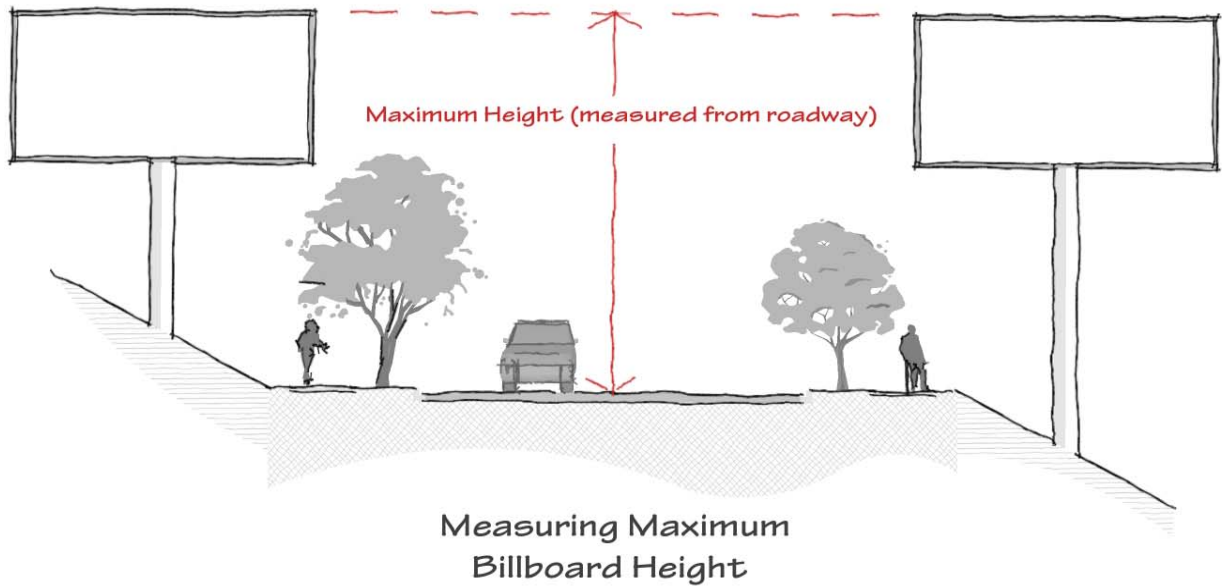 Maximum Height (measured from roadway)
Measuring Maximum
Billboard Height